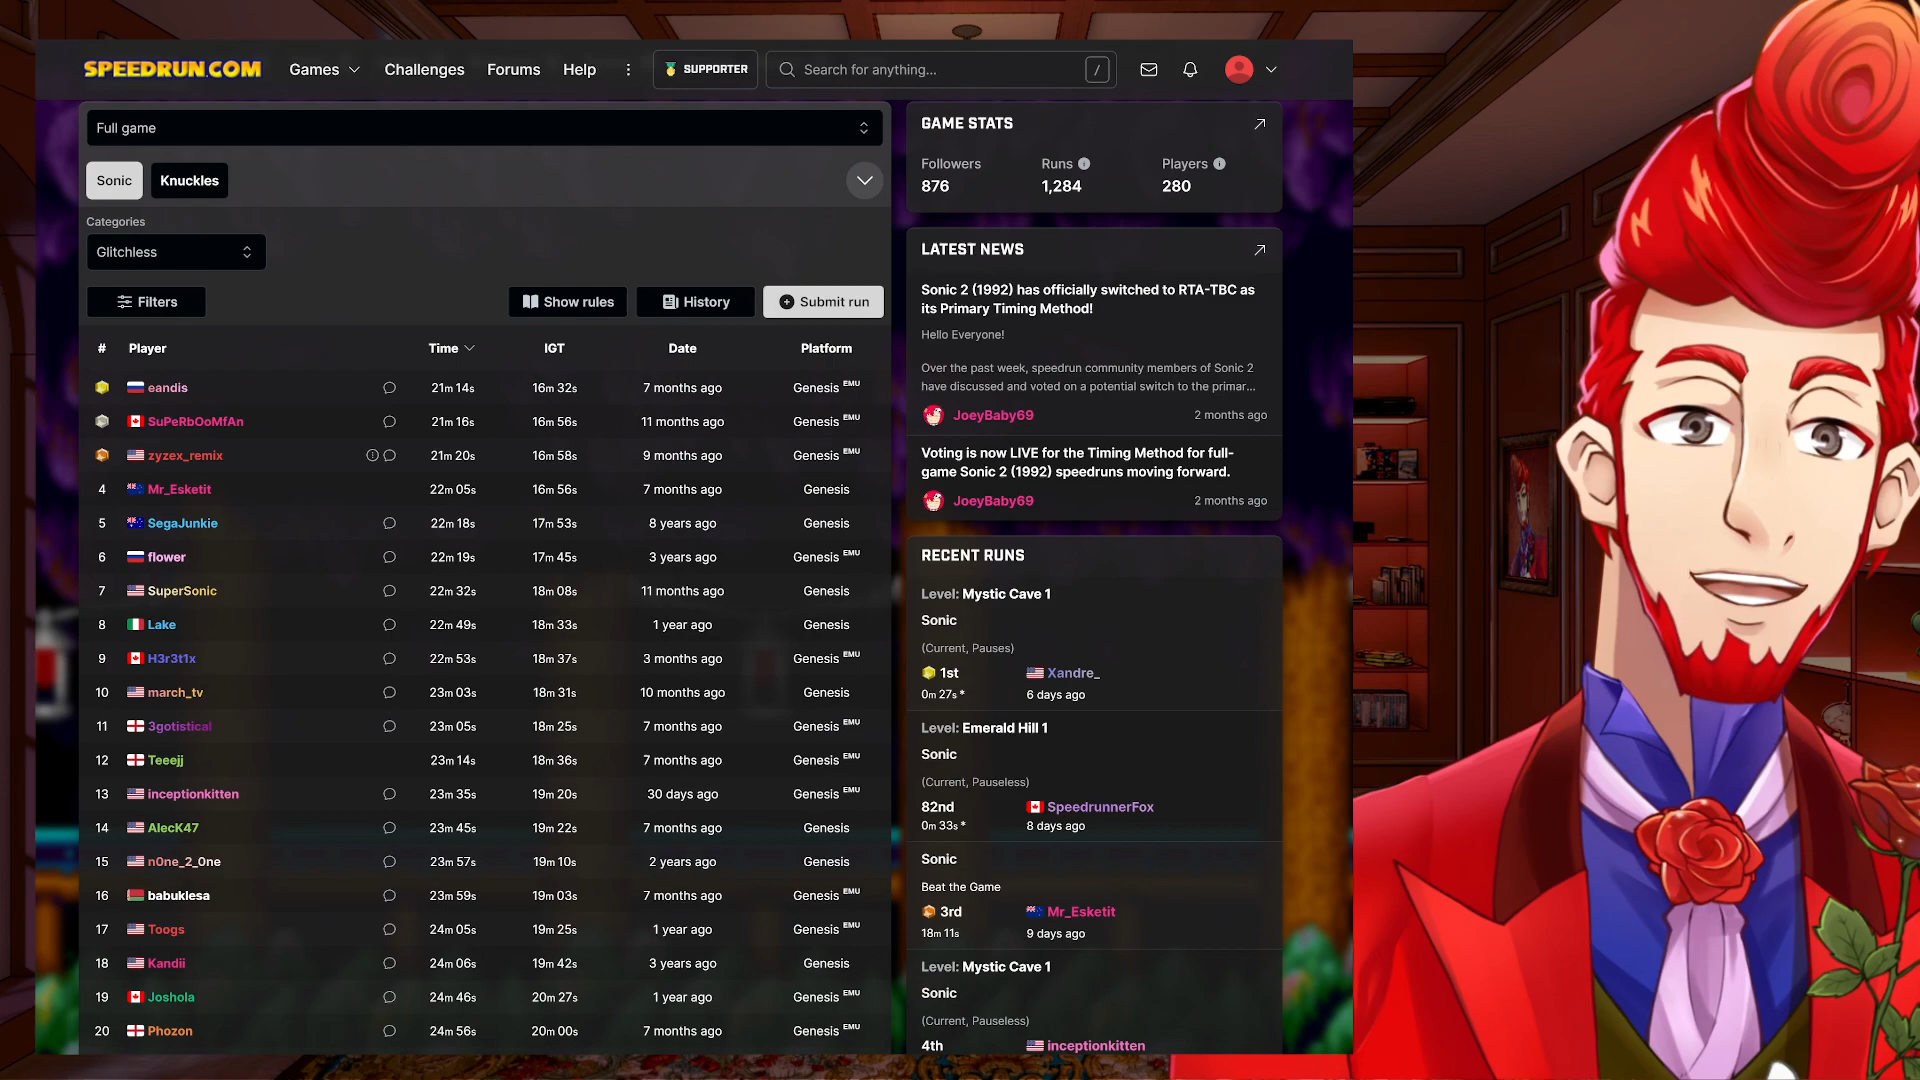 SPEEDRUN.COM Games Challenges Forums Help SUPPORTER Search for anything... /
Full game
Sonic Knuckles
Categories
Glitchless
Filters Show rules History Submit run
# Player Time IGT Date Platform
eandis 21m 14s 16m 32s 7 months ago Genesis EMU
SuPeRbOoMfAn 21m 16s 16m 56s 11 months ago Genesis EMU
zyzex_remix 21m 20s 16m 58s 9 months ago Genesis EMU
4 Mr_Esketit 22m 05s 16m 56s 7 months ago Genesis
5 SegaJunkie 22m 18s 17m 53s 8 years ago Genesis
6 flower 22m 19s 17m 45s 3 years ago Genesis EMU
7 SuperSonic 22m 32s 18m 08s 11 months ago Genesis
8 Lake 22m 49s 18m 33s 1 year ago Genesis
9 H3r3t1x 22m 53s 18m 37s 3 months ago Genesis EMU
10 march_tv 23m 03s 18m 31s 10 months ago Genesis
11 3gotistical 23m 05s 18m 25s 7 months ago Genesis EMU
12 Teeejj 23m 14s 18m 36s 7 months ago Genesis EMU
13 inceptionkitten 23m 35s 19m 20s 30 days ago Genesis EMU
14 AlecK47 23m 45s 19m 22s 7 months ago Genesis
15 n0ne_2_0ne 23m 57s 19m 10s 2 years ago Genesis
16 babuklesa 23m 59s 19m 03s 7 months ago Genesis EMU
17 Toogs 24m 05s 19m 25s 1 year ago Genesis EMU
18 Kandii 24m 06s 19m 42s 3 years ago Genesis
19 Joshola 24m 46s 20m 27s 1 year ago Genesis EMU
20 Phozon 24m 56s 20m 00s 7 months ago Genesis EMU
GAME STATS
Followers Runs Players
876 1,284 280
LATEST NEWS
Sonic 2 (1992) has officially switched to RTA-TBC as
its Primary Timing Method!
Hello Everyone!
Over the past week, speedrun community members of Sonic 2
have discussed and voted on a potential switch to the primar...
JoeyBaby69 2 months ago
Voting is now LIVE for the Timing Method for full-
game Sonic 2 (1992) speedruns moving forward.
JoeyBaby69 2 months ago
RECENT RUNS
Level: Mystic Cave 1
Sonic
(Current, Pauses)
1st Xandre_
0m 27s * 6 days ago
Level: Emerald Hill 1
Sonic
(Current, Pauseless)
82nd SpeedrunnerFox
0m 33s * 8 days ago
Sonic
Beat the Game
3rd Mr_Esketit
18m 11s 9 days ago
Level: Mystic Cave 1
Sonic
(Current, Pauseless)
4th inceptionkitten